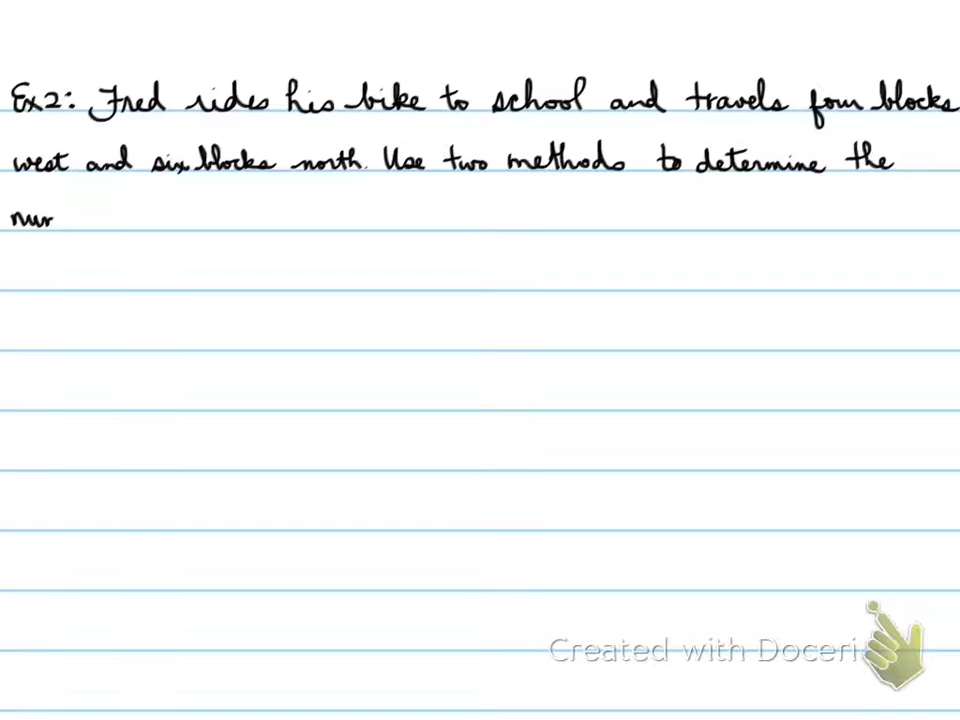 Ex2: Fred rides his bike to school and travels four blocks
west and six blocks north. Use two methods to determine the
nur
Created with Doceri